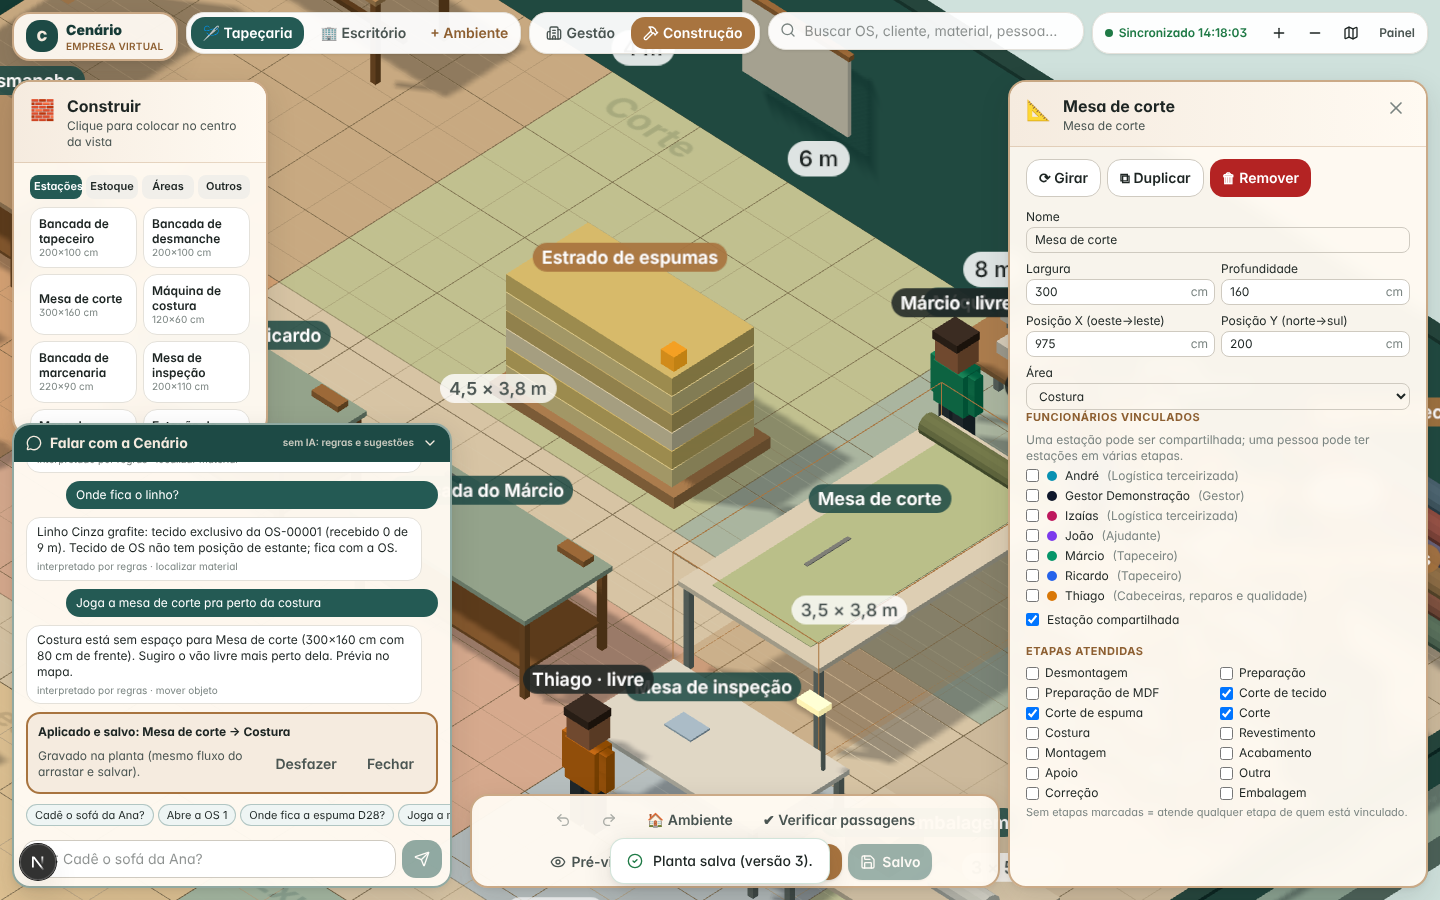 C
Cenário
EMPRESA VIRTUAL
Tapeçaria
Escritório
+ Ambiente
Gestão
Construção
Buscar OS, cliente, material, pessoa...
Sincronizado 14:18:03
Painel
Construir
Clique para colocar no centro
da vista
Estações
Estoque
Áreas
Outros
Bancada de
tapeceiro
200×100 cm
Bancada de
desmanche
200×100 cm
Mesa de corte
300×160 cm
Máquina de
costura
120×60 cm
Bancada de
marcenaria
220×90 cm
Mesa de
inspeção
200×110 cm
Corte
6 m
Estrado de espumas
8 m
Márcio · livre
icardo
4,5 × 3,8 m
da do Márcio
Mesa de corte
3,5 × 3,8 m
Thiago · livre
esa de inspeção
Falar com a Cenário
sem IA: regras e sugestões
interpretado por regras · localizar material
Onde fica o linho?
Linho Cinza grafite: tecido exclusivo da OS-00001 (recebido 0 de
9 m). Tecido de OS não tem posição de estante; fica com a OS.
interpretado por regras · localizar material
Joga a mesa de corte pra perto da costura
Costura está sem espaço para Mesa de corte (300×160 cm com
80 cm de frente). Sugiro o vão livre mais perto dela. Prévia no
mapa.
interpretado por regras · mover objeto
Aplicado e salvo: Mesa de corte → Costura
Gravado na planta (mesmo fluxo do
arrastar e salvar).
Desfazer
Fechar
Cadê o sofá da Ana?
Abre a OS 1
Onde fica a espuma D28?
Joga a m
N
Cadê o sofá da Ana?
Ambiente
✔ Verificar passagens
Pré-vi
Planta salva (versão 3).
Salvo
Mesa de corte
Mesa de corte
⟳ Girar
⧉ Duplicar
Remover
Nome
Mesa de corte
Largura
Profundidade
300 cm
160 cm
Posição X (oeste→leste)
Posição Y (norte→sul)
975 cm
200 cm
Área
Costura
FUNCIONÁRIOS VINCULADOS
Uma estação pode ser compartilhada; uma pessoa pode ter
estações em várias etapas.
André (Logística terceirizada)
Gestor Demonstração (Gestor)
Izaías (Logística terceirizada)
João (Ajudante)
Márcio (Tapeceiro)
Ricardo (Tapeceiro)
Thiago (Cabeceiras, reparos e qualidade)
Estação compartilhada
ETAPAS ATENDIDAS
Desmontagem
Preparação
Preparação de MDF
Corte de tecido
Corte de espuma
Corte
Costura
Revestimento
Montagem
Acabamento
Apoio
Outra
Correção
Embalagem
Sem etapas marcadas = atende qualquer etapa de quem está vinculado.